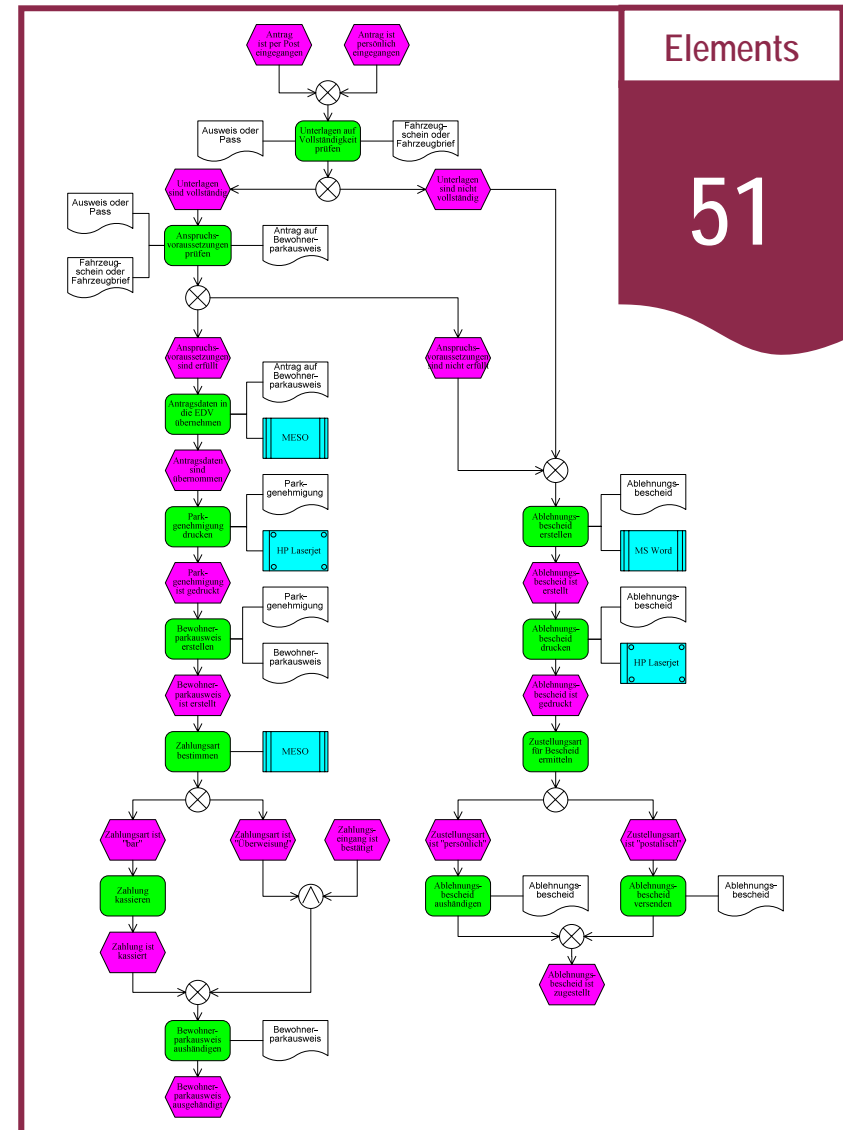 Elements
51
Antrag
ist per Post
eingegangen
Antrag ist
persönlich
eingegangen
Ausweis oder
Pass
Unterlagen auf
Vollständigkeit
prüfen
Fahrzeug-
schein oder
Fahrzeugbrief
Unterlagen
sind vollständig
Unterlagen
sind nicht
vollständig
Ausweis oder
Pass
Fahrzeug-
schein oder
Fahrzeugbrief
Anspruchs-
voraussetzungen
prüfen
Antrag auf
Bewohner-
parkausweis
Anspruchs-
voraussetzungen
sind erfüllt
Anspruchs-
voraussetzungen
sind nicht erfüllt
Antragsdaten in
die EDV
übernehmen
Antrag auf
Bewohner-
parkausweis
MESO
Antragsdaten
sind
übernommen
Park-
genehmigung
drucken
Park-
genehmigung
HP Laserjet
Park-
genehmigung
ist gedruckt
Bewohner-
parkausweis
erstellen
Park-
genehmigung
Bewohner-
parkausweis
Bewohner-
parkausweis
ist erstellt
Zahlungsart
bestimmen
MESO
Zahlungsart ist
"bar"
Zahlungsart ist
"Überweisung"
Zahlungs-
eingang ist
bestätigt
Zahlung
kassieren
Zahlung ist
kassiert
Bewohner-
parkausweis
aushändigen
Bewohner-
parkausweis
Bewohner-
parkausweis
ausgehändigt
Ablehnungs-
bescheid
erstellen
Ablehnungs-
bescheid
MS Word
Ablehnungs-
bescheid ist
erstellt
Ablehnungs-
bescheid
drucken
Ablehnungs-
bescheid
HP Laserjet
Ablehnungs-
bescheid ist
gedruckt
Zustellungsart
für Bescheid
ermitteln
Zustellungsart
ist "persönlich"
Zustellungsart
ist "postalisch"
Ablehnungs-
bescheid
aushändigen
Ablehnungs-
bescheid
Ablehnungs-
bescheid
versenden
Ablehnungs-
bescheid
Ablehnungs-
bescheid ist
zugestellt